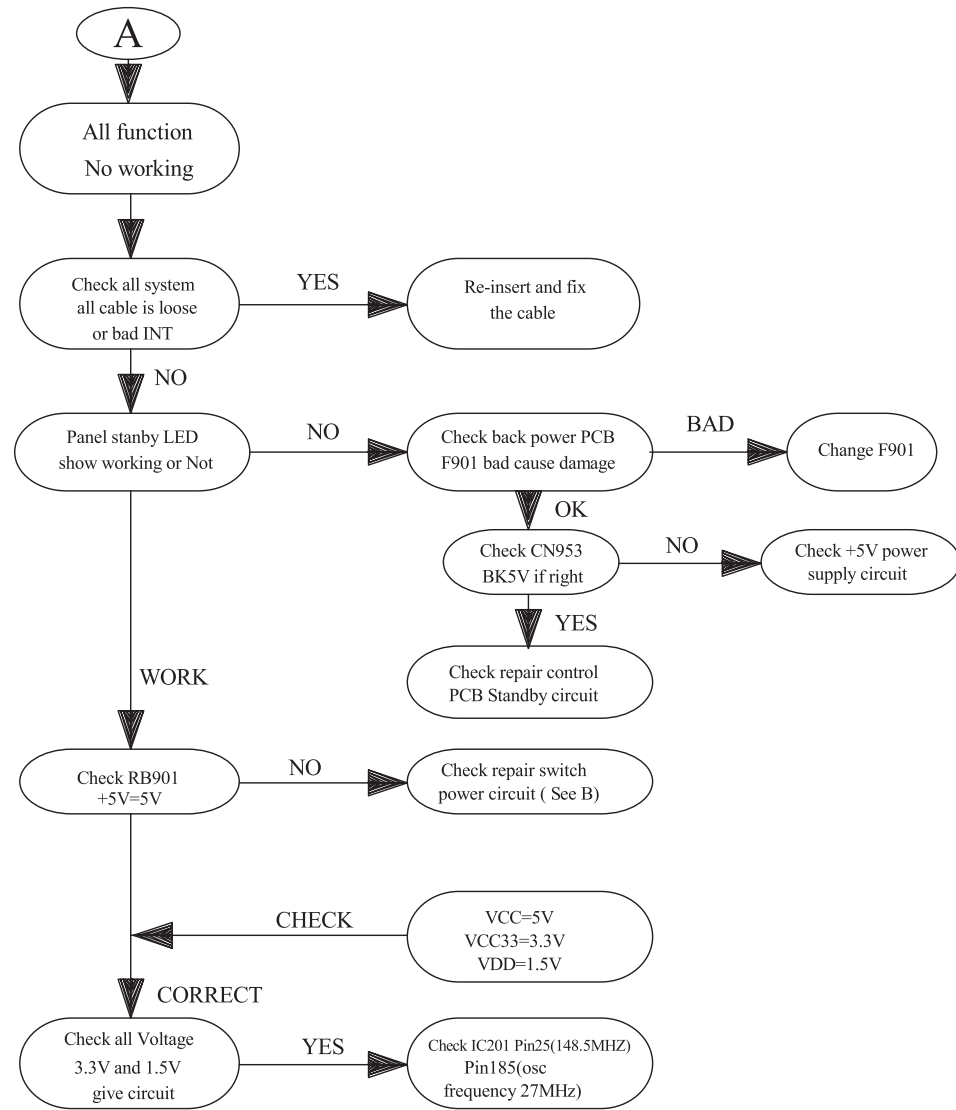 A
All function
No working
Check all system
all cable is loose
or bad INT
YES
Re-insert and fix
the cable
NO
Panel stanby LED
show working or Not
NO
Check back power PCB
F901 bad cause damage
BAD
Change F901
OK
Check CN953
BK5V if right
NO
Check +5V power
supply circuit
YES
Check repair control
PCB Standby circuit
WORK
Check RB901
+5V=5V
NO
Check repair switch
power circuit ( See B)
CHECK
VCC=5V
VCC33=3.3V
VDD=1.5V
CORRECT
Check all Voltage
3.3V and 1.5V
give circuit
YES
Check IC201 Pin25(148.5MHZ)
Pin185(osc
frequency 27MHz)